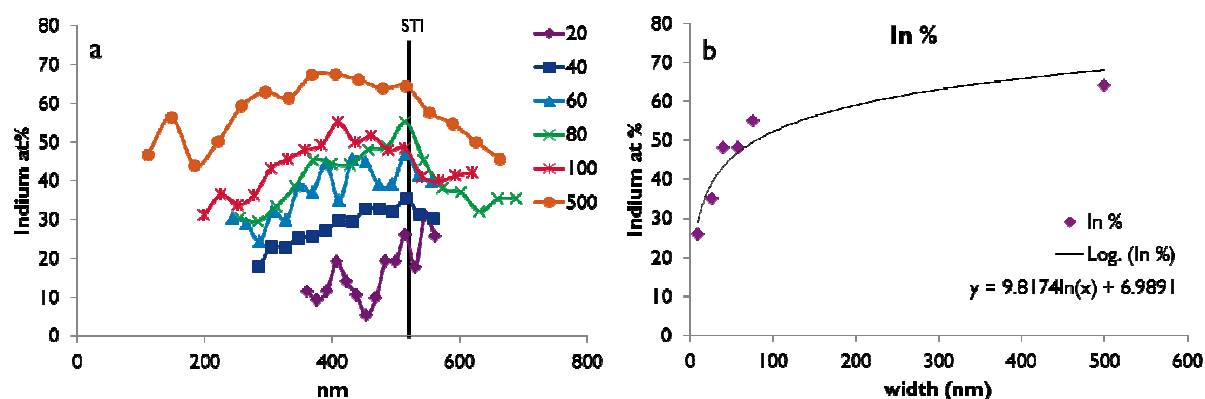 a
STI
80
70
60
50
40
30
20
10
0
Indium at%
0 200 400 600 800
nm
20
40
60
80
100
500
b
In %
80
70
60
50
40
30
20
10
0
Indium at %
In %
Log. (In %)
y = 9.8174ln(x) + 6.9891
0 100 200 300 400 500 600
width (nm)